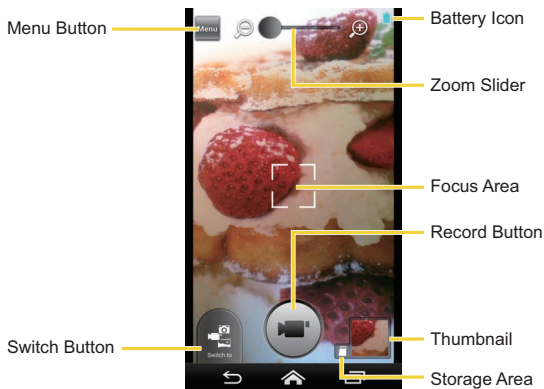 Menu Button
Menu
Battery Icon
Zoom Slider
Focus Area
Record Button
Switch Button
Switch to
Thumbnail
Storage Area